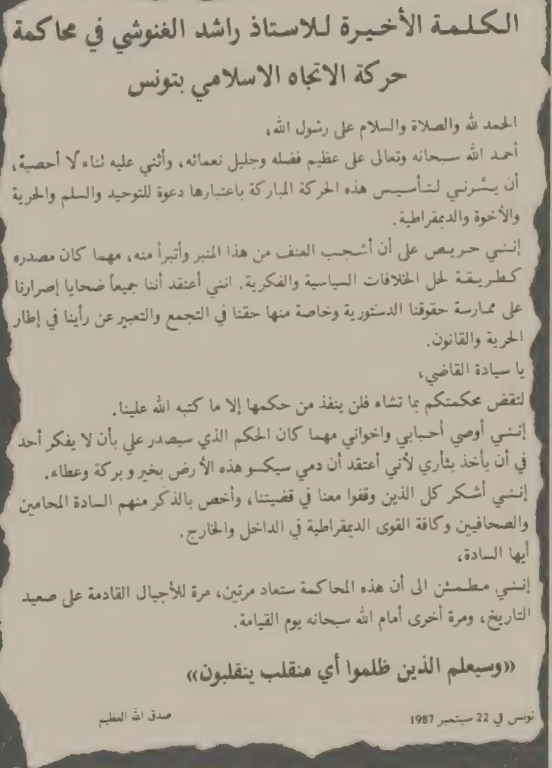 الكلمة الأخيرة للاستاذ راشد الغنوشي في محاكمة
حركة الاتجاه الاسلامي بتونس
الحمد لله والصلاة والسلام على رسول الله،
أحمد الله سبحانه وتعالى على عظيم فضله وجليل نعمائه، وأثني عليه ثناء لا أحصيه،
أن يشرني لتأسيس هذه الحركة المباركة باعتبارها دعوة للتوحيد والسلم والحرية
والأخوة والديمقراطية.
إنني حريص على أن أشجب العنف من هذا المنبر وأتبرأ منه، مهما كان مصدره
كطريقة لحل الخلافات السياسية والفكرية. انني أعتقد أننا جميعاً ضحايا إصرارنا
على ممارسة حقوقنا الدستورية وخاصة منها حقنا في التجمع والتعبير عن رأينا في إطار
الحرية والقانون.
يا سيادة القاضي،
لتقض محكمتكم بما تشاء فلن ينفذ من حكمها إلا ما كتبه الله علينا.
إنني أوصي أحبابي واخواني مهما كان الحكم الذي سيصدر علي بأن لا يفكر أحد
في أن يأخذ بثأري لأني أعتقد أن دمي سيكسو هذه الأرض بخير وبركة وعطاء.
إنني أشكر كل الذين وقفوا معنا في قضيتنا، وأخص بالذكر منهم السادة المحامين
والصحافيين وكافة القوى الديمقراطية في الداخل والخارج.
أيها السادة،
إنني مطمئن الى أن هذه المحاكمة ستعاد مرتين، مرة للأجيال القادمة على صعيد
التاريخ، ومرة أخرى أمام الله سبحانه يوم القيامة.
«وسيعلم الذين ظلموا أي منقلب ينقلبون»
صدق الله العظيم
تونس في 22 سبتمبر 1987